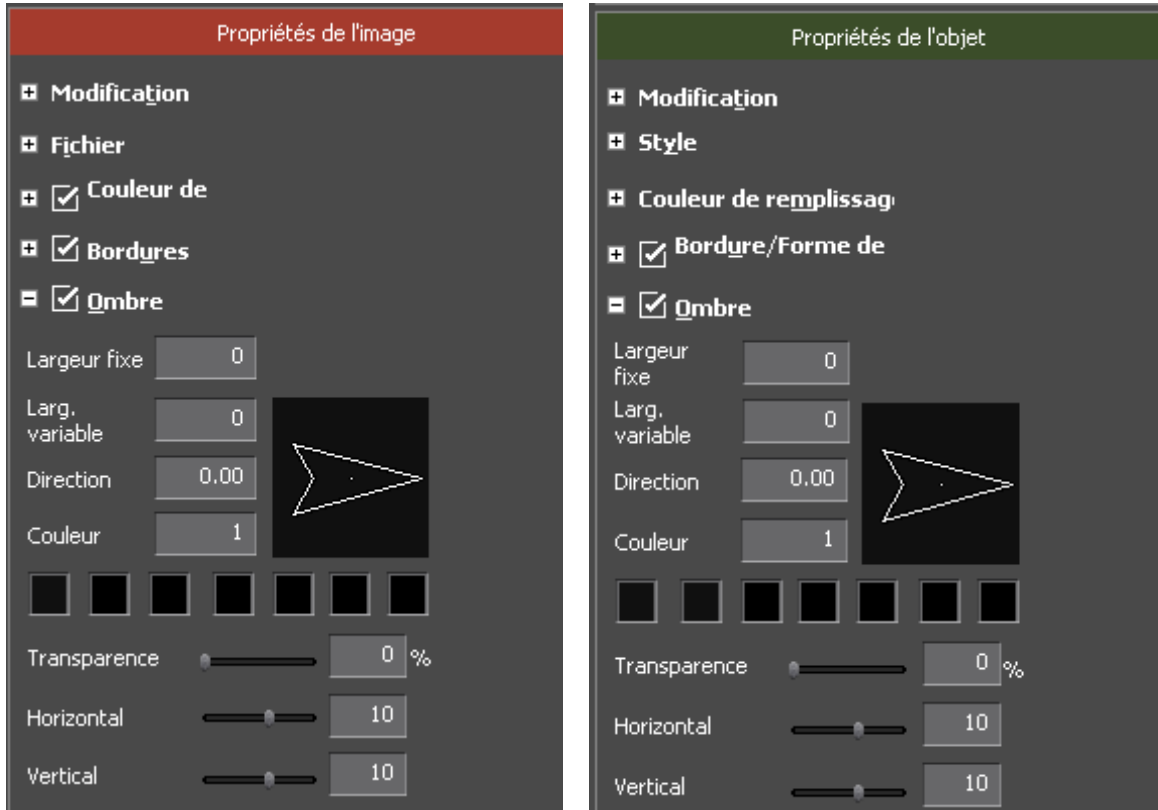 Propriétés de l'image
Modification
Fichier
Couleur de
Bordures
Ombre
Largeur fixe 0
Larg.
variable 0
Direction 0.00
Couleur 1
Transparence 0 %
Horizontal 10
Vertical 10
Propriétés de l'objet
Modification
Style
Couleur de remplissag
Bordure/Forme de
Ombre
Largeur
fixe 0
Larg.
variable 0
Direction 0.00
Couleur 1
Transparence 0 %
Horizontal 10
Vertical 10